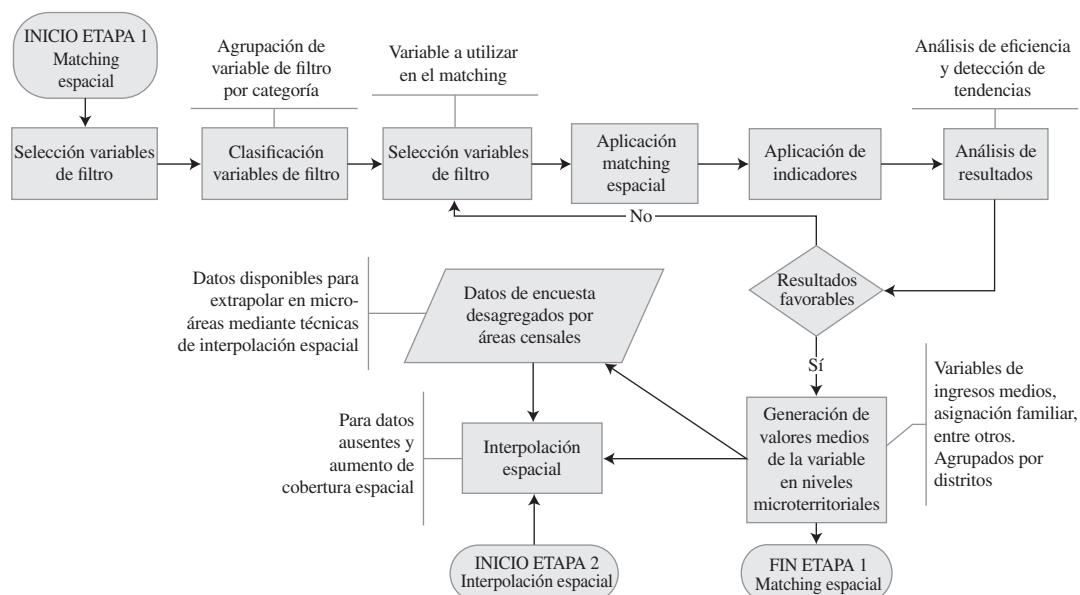 INICIO ETAPA 1
Matching
espacial
Agrupación de
variable de filtro
por categoría
Variable a utilizar
en el matching
Análisis de eficiencia
y detección de
tendencias
Selección variables
de filtro
Clasificación
variables de filtro
Selección variables
de filtro
Aplicación
matching
espacial
Aplicación de
indicadores
Análisis de
resultados
No
Resultados
favorables
Datos disponibles para
extrapolar en micro-
áreas mediante técnicas
de interpolación espacial
Datos de encuesta
desagregados por
áreas censales
Sí
Variables de
ingresos medios,
asignación familiar,
entre otros.
Agrupados por
distritos
Generación de
valores medios
de la variable
en niveles
microterritoriales
Para datos
ausentes y
aumento de
cobertura espacial
Interpolación
espacial
INICIO ETAPA 2
Interpolación espacial
FIN ETAPA 1
Matching espacial